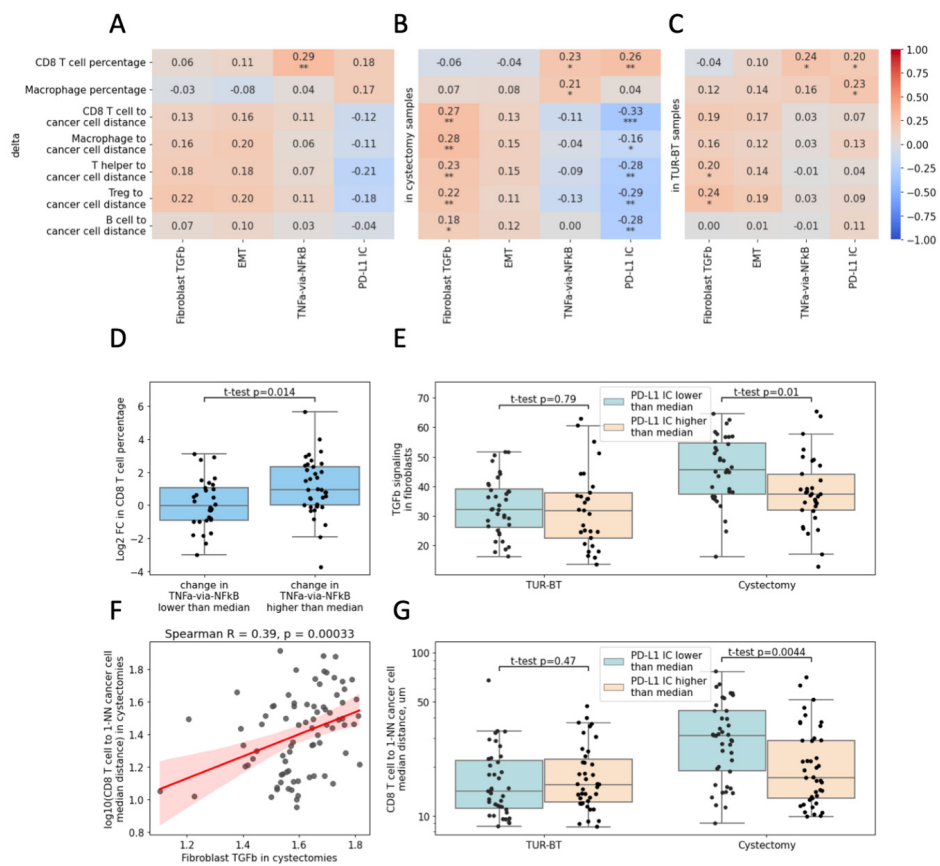 A
B
C
delta
CD8 T cell percentage
Macrophage percentage
CD8 T cell to
cancer cell distance
Macrophage to
cancer cell distance
T helper to
cancer cell distance
Treg to
cancer cell distance
B cell to
cancer cell distance
0.06 0.11 0.29 0.18
**
-0.03 -0.08 0.04 0.17
0.13 0.16 0.11 -0.12
0.16 0.20 0.06 -0.11
0.18 0.18 0.07 -0.21
0.22 0.20 0.11 -0.18
0.07 0.10 0.03 -0.04
Fibroblast TGFb
EMT
TNFa-via-NFkB
PD-L1 IC
in cystectomy samples
-0.06 -0.04 0.23 0.26
* **
0.07 0.08 0.21 0.04
*
0.27 0.13 -0.11 -0.33
** ***
0.28 0.15 -0.04 -0.16
** *
0.23 0.15 -0.09 -0.28
** **
0.22 0.11 -0.13 -0.29
** **
0.18 0.12 0.00 -0.28
* **
Fibroblast TGFb
EMT
TNFa-via-NFkB
PD-L1 IC
in TUR-BT samples
-0.04 0.10 0.24 0.20
* *
0.12 0.14 0.16 0.23
*
0.19 0.17 0.03 0.07
0.16 0.12 0.03 0.13
0.20 0.15 -0.01 0.04
*
0.24 0.19 0.03 0.09
*
0.00 0.01 -0.01 0.11
Fibroblast TGFb
EMT
TNFa-via-NFkB
PD-L1 IC
1.00
0.75
0.50
0.25
0.00
-0.25
-0.50
-0.75
-1.00
D
t-test p=0.014
Log2 FC in CD8 T cell percentage
6
4
2
0
−2
−4
change in
TNFa-via-NFkB
lower than median
change in
TNFa-via-NFkB
higher than median
E
TGFb signaling
in fibroblasts
70
60
50
40
30
20
t-test p=0.79
PD-L1 IC lower
than median
PD-L1 IC higher
than median
t-test p=0.01
TUR-BT
Cystectomy
F
Spearman R = 0.39, p = 0.00033
log10(CD8 T cell to 1-NN cancer cell
median distance) in cystectomies
1.8
1.6
1.4
1.2
1.0
0.8
1.2 1.4 1.6 1.8
Fibroblast TGFb in cystectomies
G
CD8 T cell to 1-NN cancer cell
median distance, um
100
50
10
t-test p=0.47
PD-L1 IC lower
than median
PD-L1 IC higher
than median
t-test p=0.0044
TUR-BT
Cystectomy